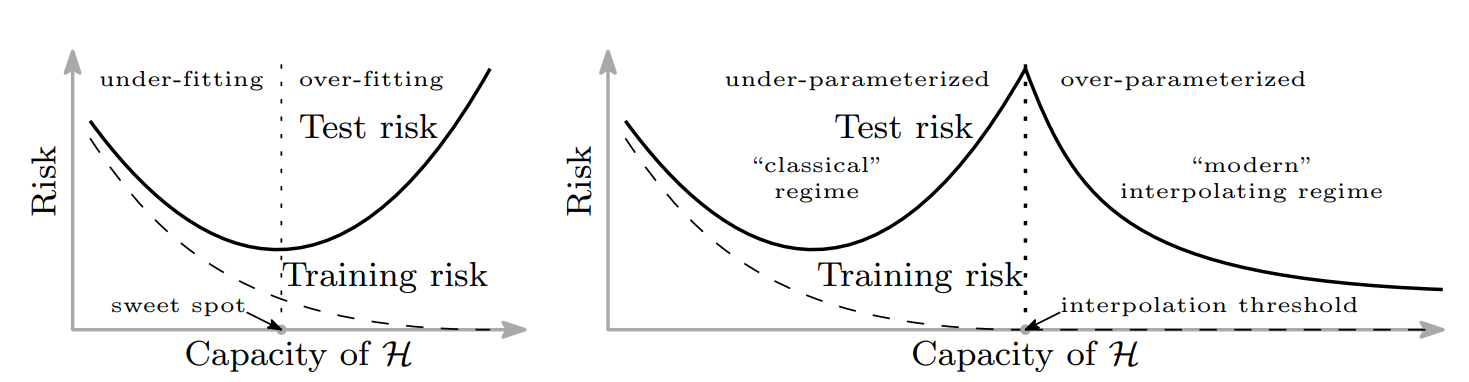 under-fitting
over-fitting
Test risk
Risk
Training risk
sweet spot
Capacity of ℋ
under-parameterized
over-parameterized
Test risk
“classical”
regime
“modern”
interpolating regime
Risk
Training risk
interpolation threshold
Capacity of ℋ